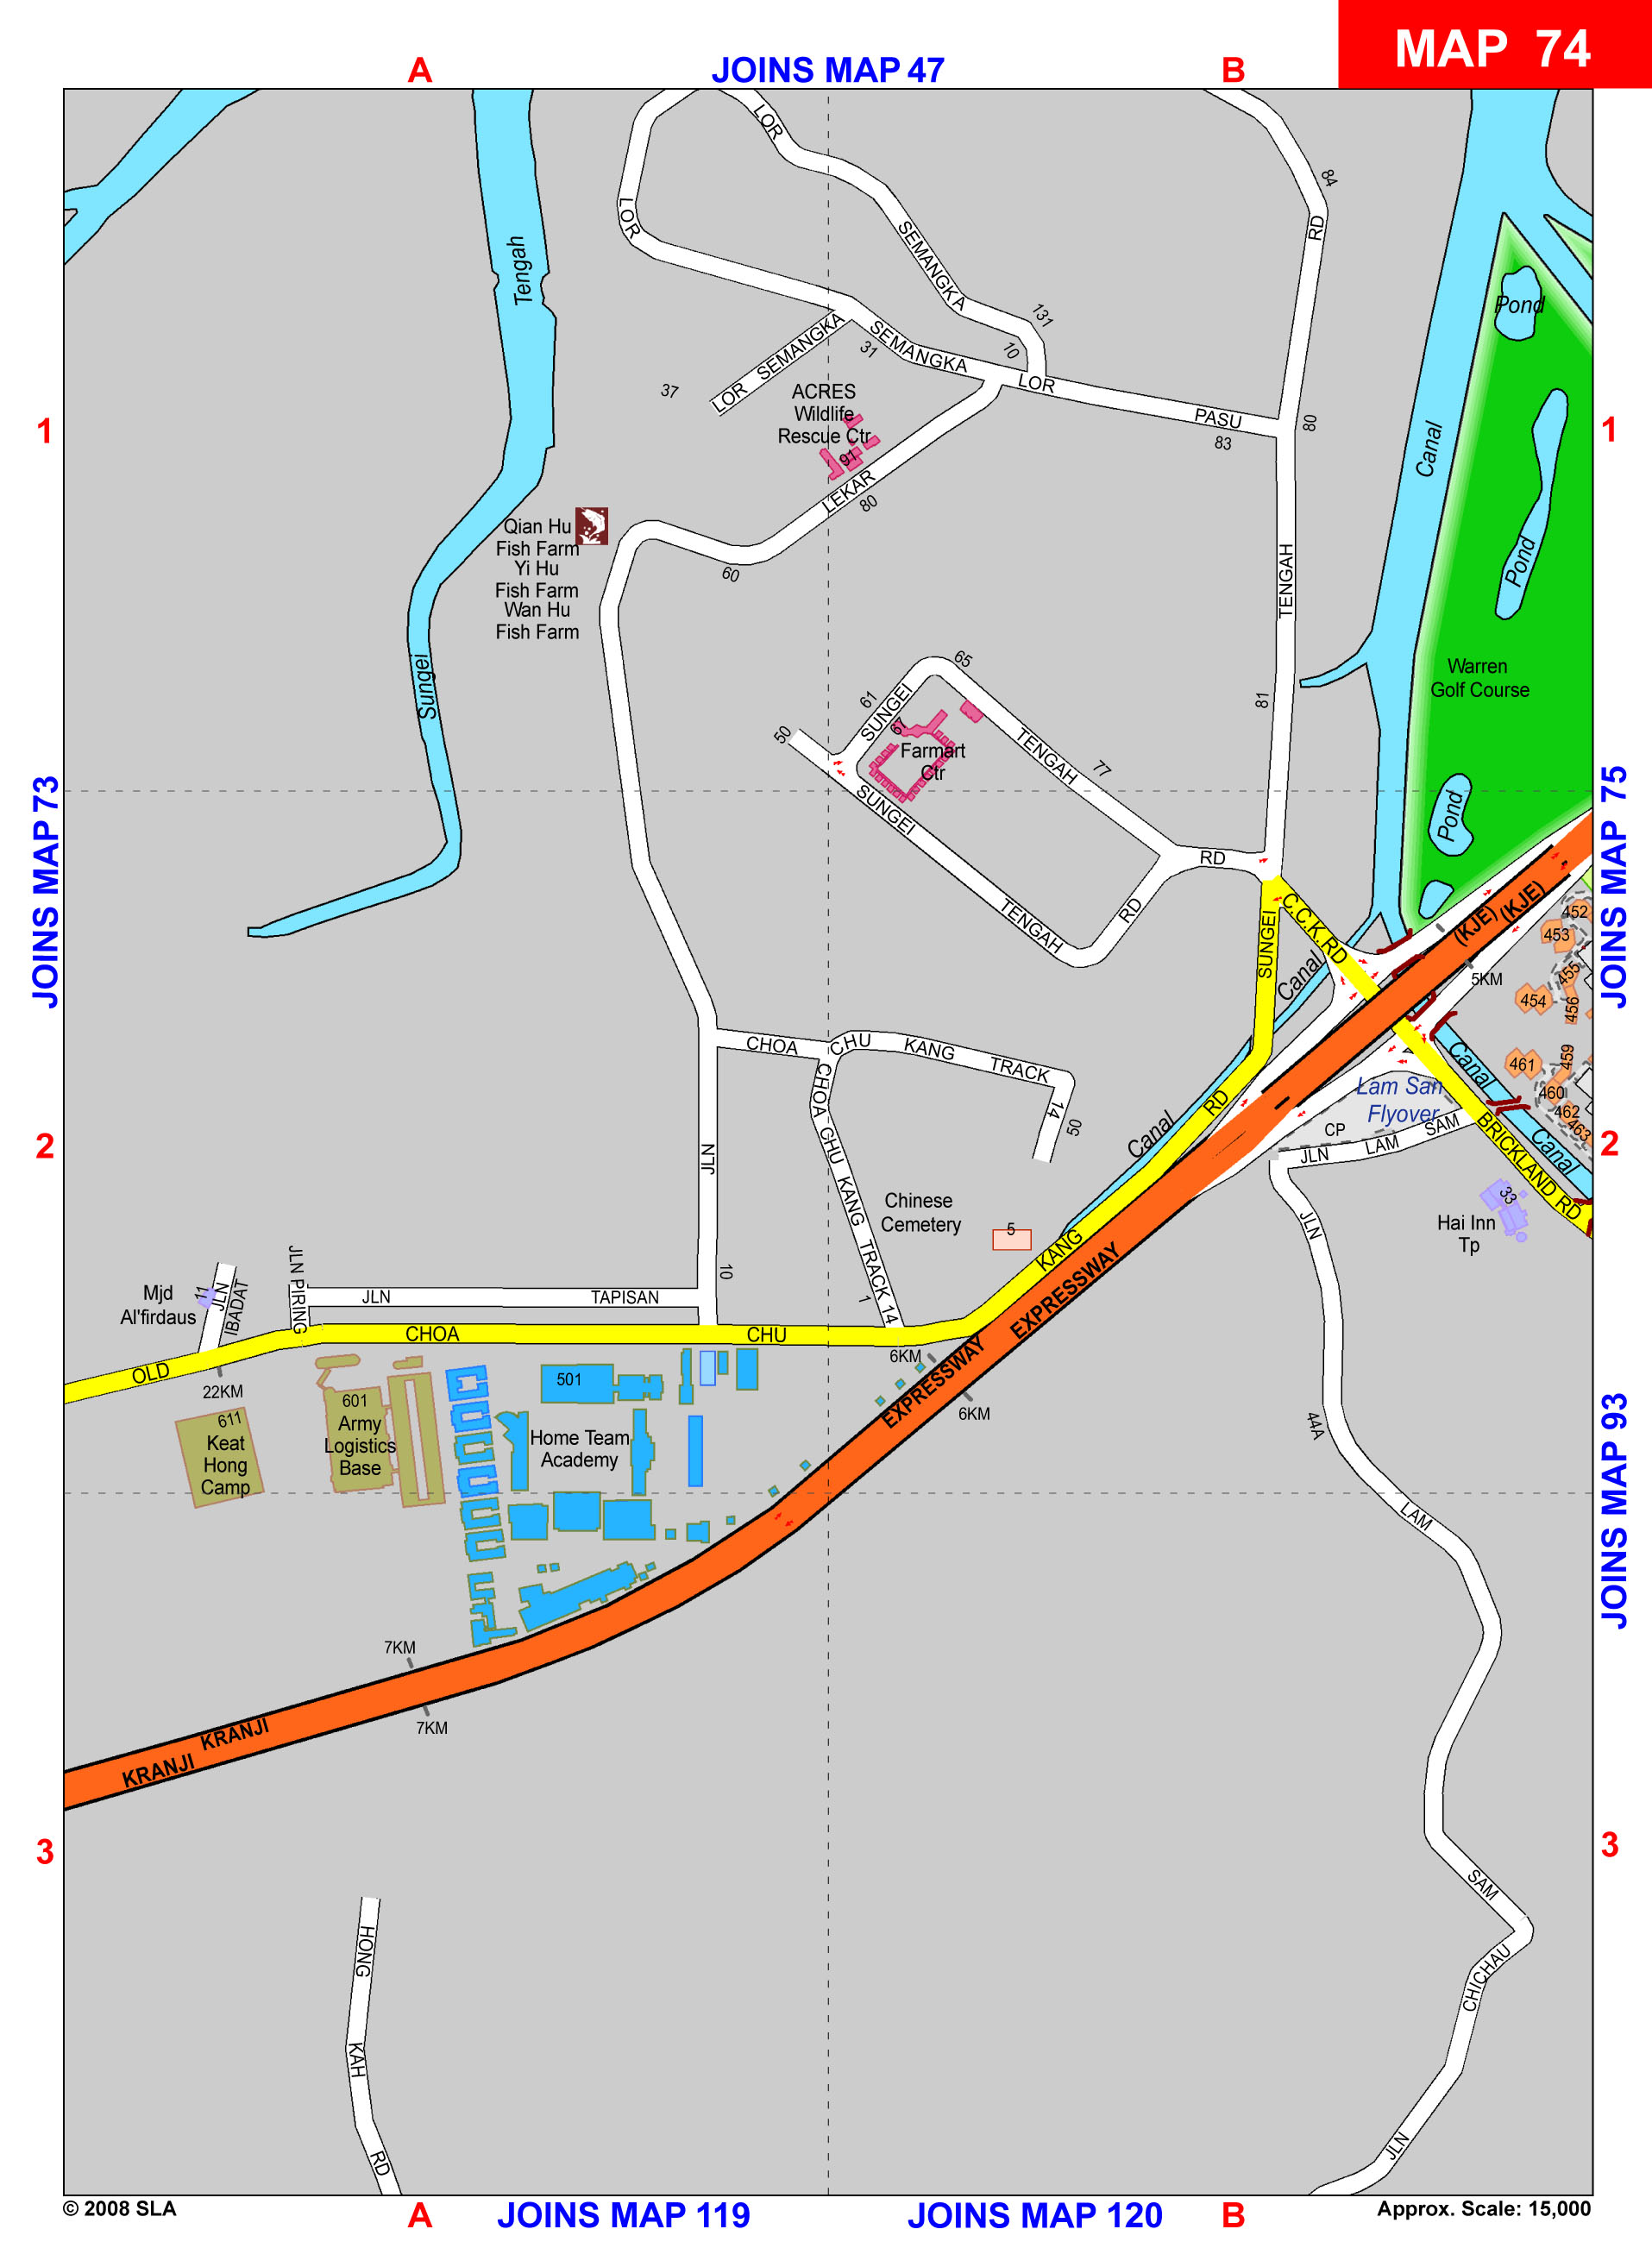 MAP 74
A
JOINS MAP 47
B
LOR
84
Tengah
LOR
SEMANGKA
RD
Pond
131
SEMANGKA
31
SEMANGKA
10
LOR
37
LOR SEMANGKA
ACRES
Wildlife
Rescue Ctr
91
PASU
83
80
1
1
Canal
LEKAR
80
Qian Hu
Fish Farm
Yi Hu
Fish Farm
Wan Hu
Fish Farm
60
TENGAH
Pond
Sungei
65
61
SUNGEI
67
Farmart
Ctr
50
TENGAH
77
81
Warren
Golf Course
JOINS MAP 73
JOINS MAP 75
SUNGEI
Pond
RD
TENGAH
RD
C.C.K.RD
SUNGEI
Canal
(KJE)
(KJE)
452
453
5KM
455
454
456
CHOA
CHU
KANG
TRACK
14
50
CHOA CHU KANG TRACK 14
Canal
461
459
460
462
463
Lam San
Flyover
Canal
RD
CP
JLN
LAM
SAM
BRICKLAND RD
Canal
2
2
JLN
Chinese
Cemetery
5
33
Hai Inn
Tp
JLN
KANG
EXPRESSWAY
Mjd
Al'firdaus
11
JLN
IBADAT
JLN PIRING
JLN
TAPISAN
10
1
OLD
CHOA
CHU
22KM
6KM
EXPRESSWAY
6KM
501
601
Army
Logistics
Base
611
Keat
Hong
Camp
Home Team
Academy
44A
JOINS MAP 93
LAM
7KM
7KM
KRANJI
KRANJI
3
3
SAM
HONG
CHICHAU
KAH
JLN
RD
© 2008 SLA
A
JOINS MAP 119
JOINS MAP 120
B
Approx. Scale: 15,000